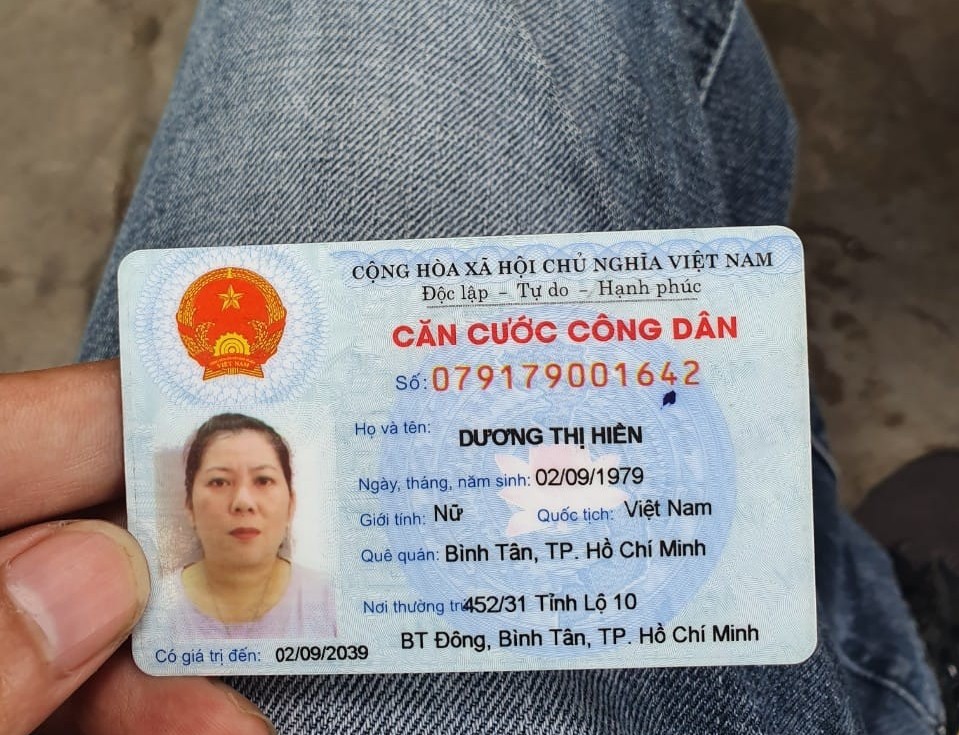 CỘNG HÒA XÃ HỘI CHỦ NGHĨA VIỆT NAM
Độc lập – Tự do – Hạnh phúc
CĂN CƯỚC CÔNG DÂN
Số: 079179001642
Họ và tên: DƯƠNG THỊ HIỀN
Ngày, tháng, năm sinh: 02/09/1979
Giới tính: Nữ Quốc tịch: Việt Nam
Quê quán: Bình Tân, TP. Hồ Chí Minh
Nơi thường trú: 452/31 Tỉnh Lộ 10
BT Đông, Bình Tân, TP. Hồ Chí Minh
Có giá trị đến: 02/09/2039
VIỆT NAM